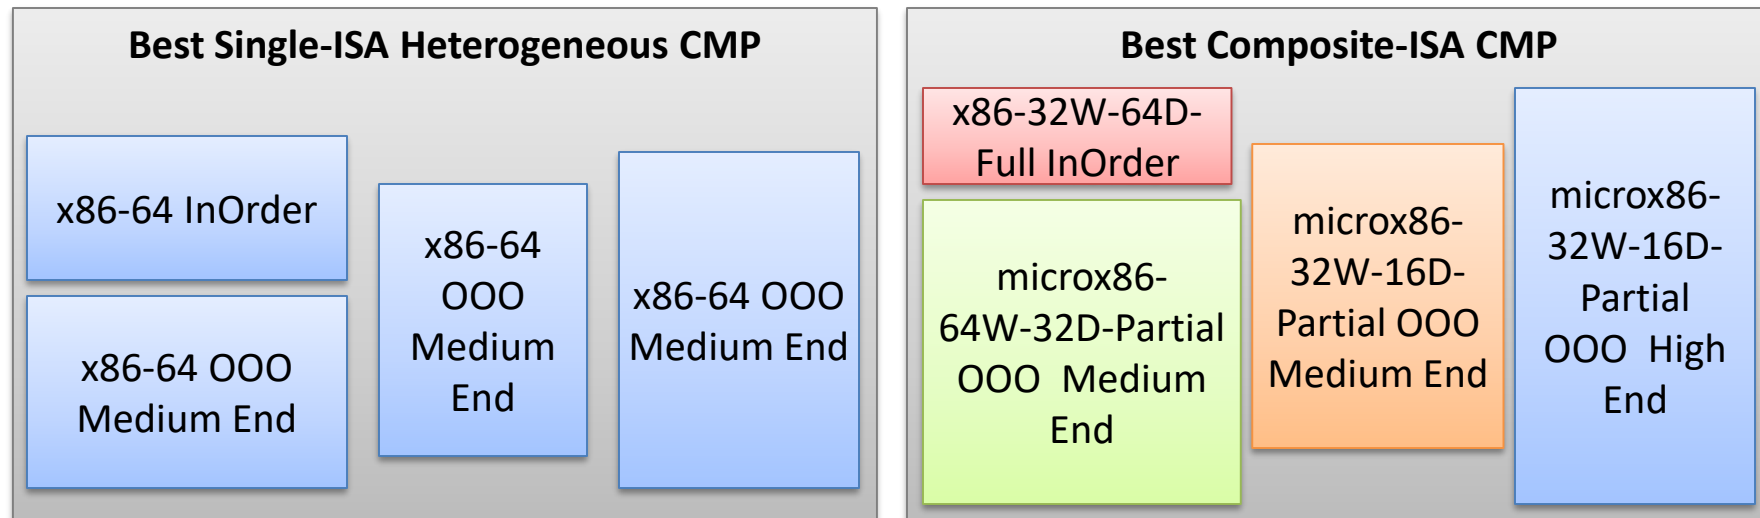 Best Single-ISA Heterogeneous CMP
x86-64 InOrder
x86-64 OOO
Medium End
x86-64
OOO
Medium
End
x86-64 OOO
Medium End
Best Composite-ISA CMP
x86-32W-64D-
Full InOrder
microx86-
64W-32D-Partial
OOO Medium
End
microx86-
32W-16D-
Partial OOO
Medium End
microx86-
32W-16D-
Partial
OOO High
End